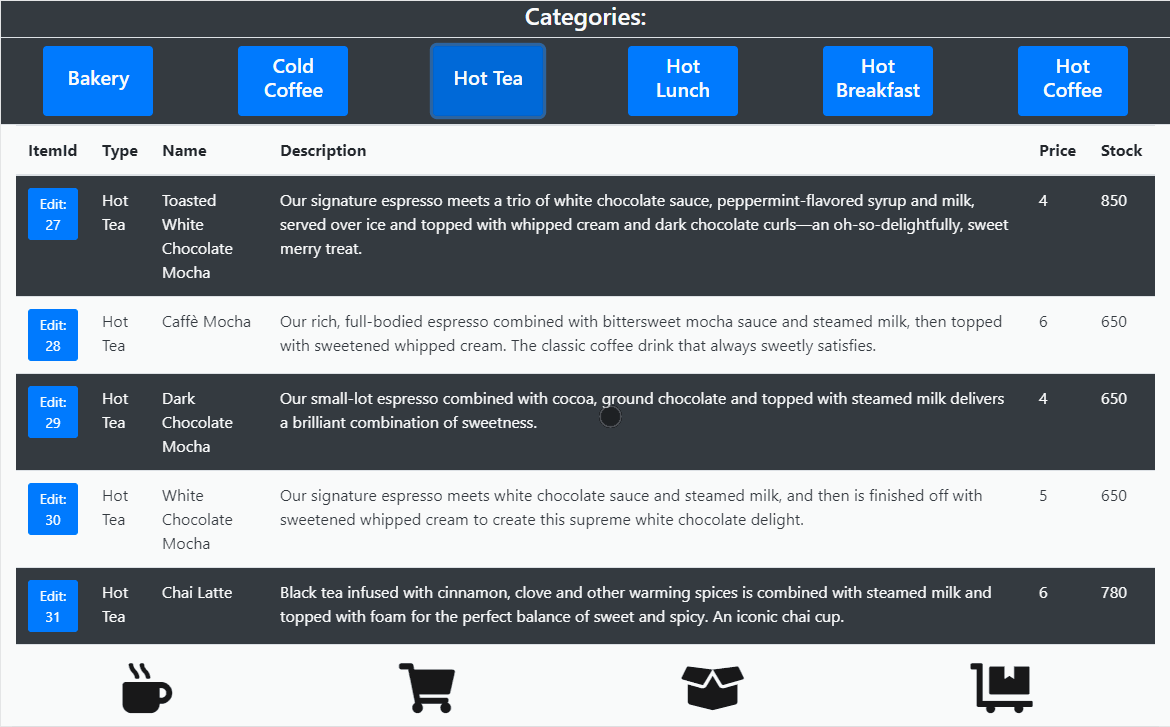 Categories:
Bakery
Cold
Coffee
Hot Tea
Hot
Lunch
Hot
Breakfast
Hot
Coffee
ItemId Type Name Description Price Stock
Edit:
27
Hot
Tea
Toasted
White
Chocolate
Mocha
Our signature espresso meets a trio of white chocolate sauce, peppermint-flavored syrup and milk,
served over ice and topped with whipped cream and dark chocolate curls—an oh-so-delightfully, sweet
merry treat.
4
850
Edit:
28
Hot
Tea
Caffè Mocha
Our rich, full-bodied espresso combined with bittersweet mocha sauce and steamed milk, then topped
with sweetened whipped cream. The classic coffee drink that always sweetly satisfies.
6
650
Edit:
29
Hot
Tea
Dark
Chocolate
Mocha
Our small-lot espresso combined with cocoa, ground chocolate and topped with steamed milk delivers
a brilliant combination of sweetness.
4
650
Edit:
30
Hot
Tea
White
Chocolate
Mocha
Our signature espresso meets white chocolate sauce and steamed milk, and then is finished off with
sweetened whipped cream to create this supreme white chocolate delight.
5
650
Edit:
31
Hot
Tea
Chai Latte
Black tea infused with cinnamon, clove and other warming spices is combined with steamed milk and
topped with foam for the perfect balance of sweet and spicy. An iconic chai cup.
6
780